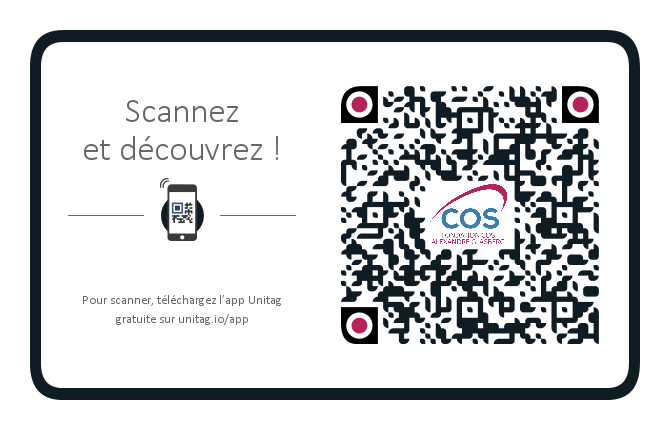 Scannez
et découvrez !
Pour scanner, téléchargez l'app Unitag
gratuite sur unitag.io/app
COS
FONDATION COS
ALEXANDRE GLASBERG